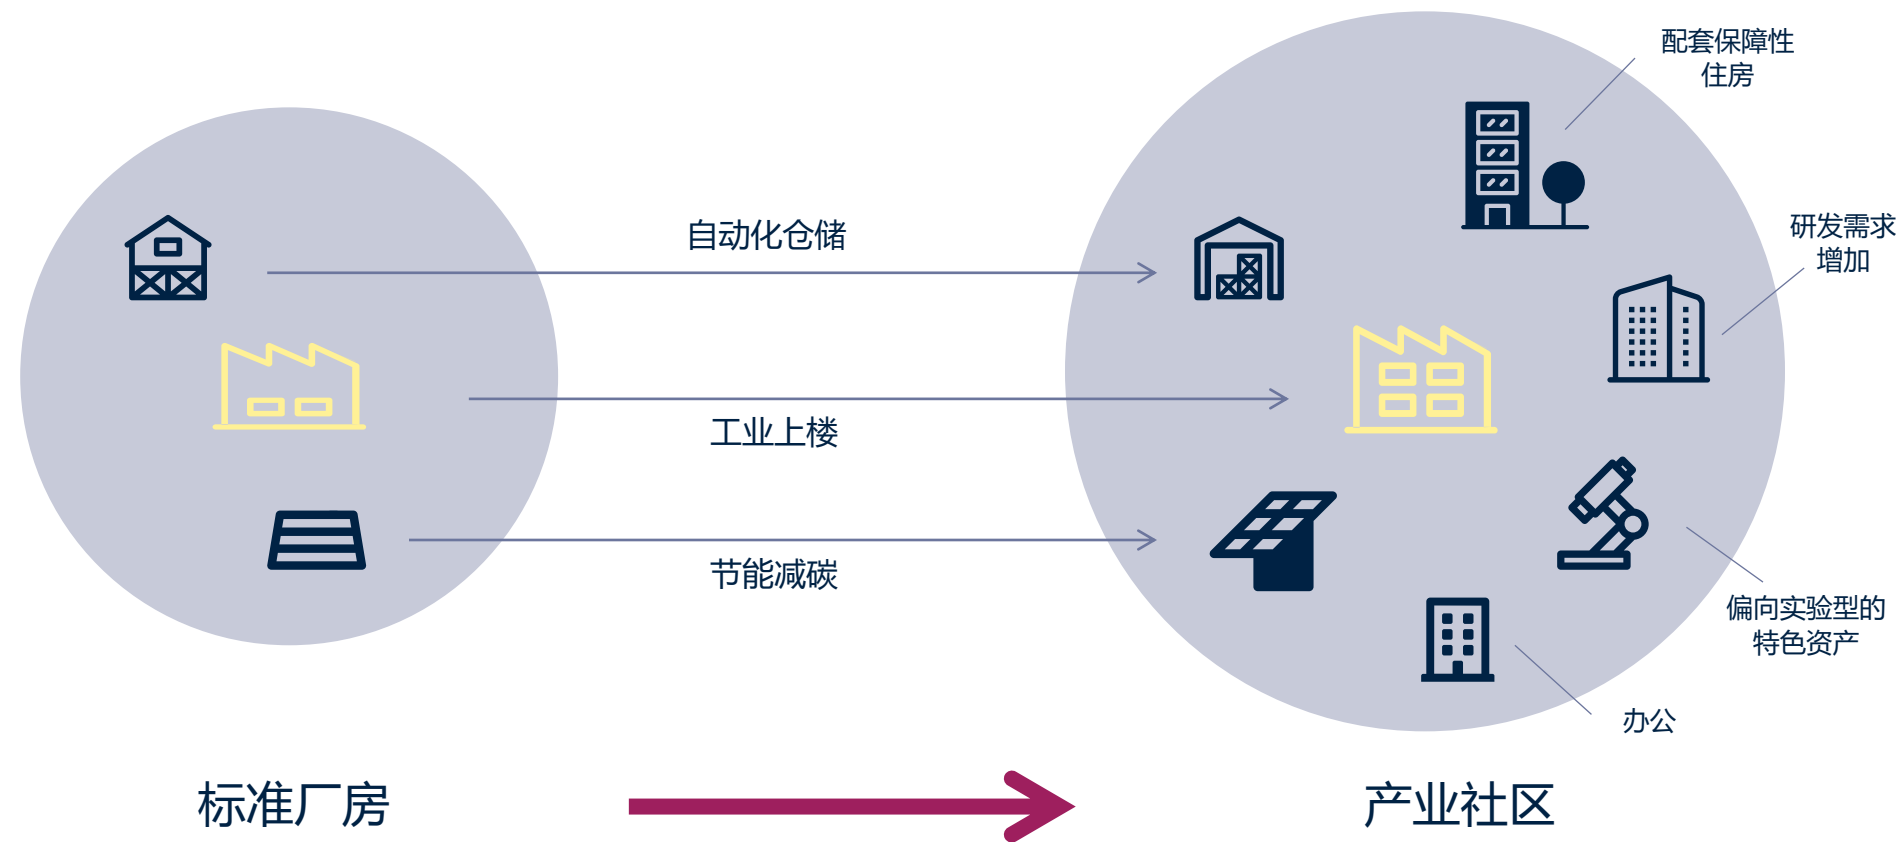 配套保障性
住房
研发需求
增加
自动化仓储
工业上楼
节能减碳
偏向实验型的
特色资产
办公
标准厂房
产业社区